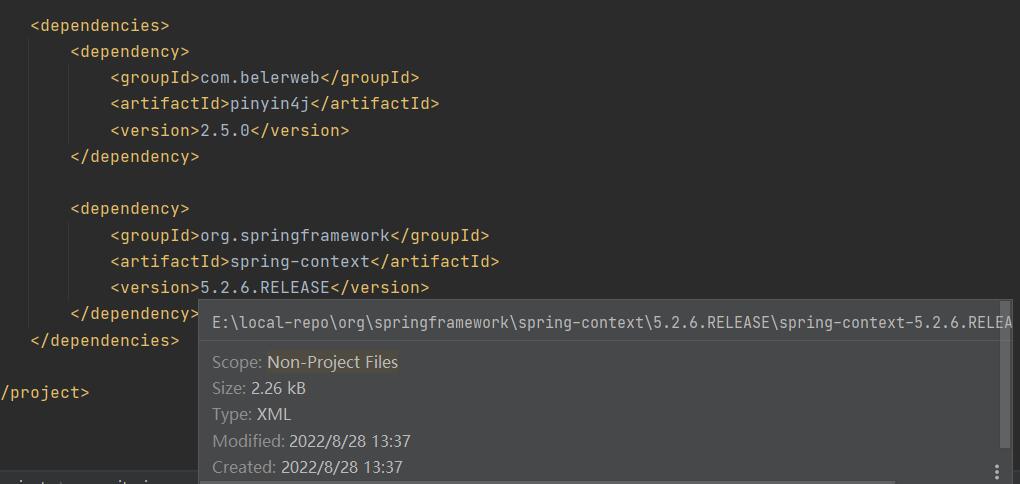 <dependencies>
<dependency>
<groupId>com.belerweb</groupId>
<artifactId>pinyin4j</artifactId>
<version>2.5.0</version>
</dependency>
<dependency>
<groupId>org.springframework</groupId>
<artifactId>spring-context</artifactId>
<version>5.2.6.RELEASE</version>
</dependency>
</dependencies>
/project>
E:\local-repo\org\springframework\spring-context\5.2.6.RELEASE\spring-context-5.2.6.RELEA
Scope: Non-Project Files
Size: 2.26 kB
Type: XML
Modified: 2022/8/28 13:37
Created: 2022/8/28 13:37